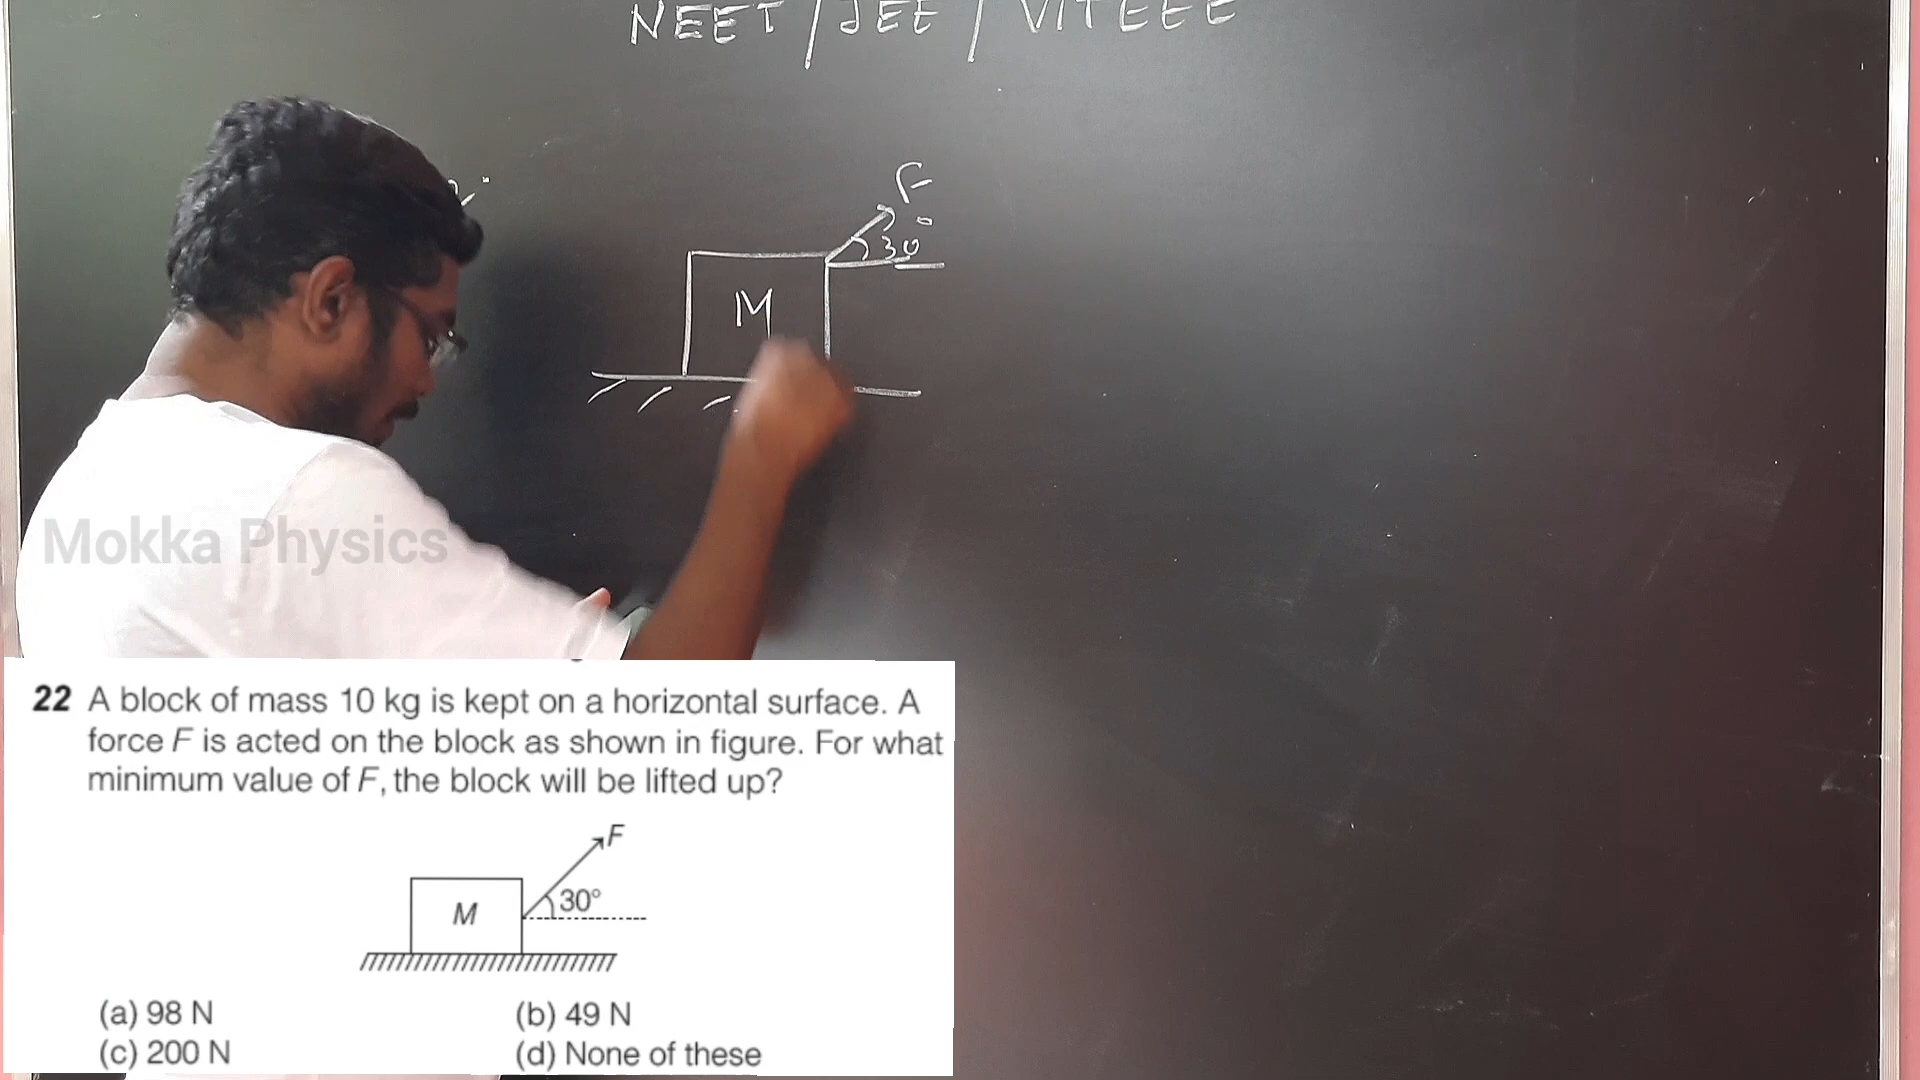 NEET / JEE / VITEEE
F
30°
M
Mokka Physics
22 A block of mass 10 kg is kept on a horizontal surface. A
force F is acted on the block as shown in figure. For what
minimum value of F, the block will be lifted up?
F
30°
M
(a) 98 N (b) 49 N
(c) 200 N (d) None of these